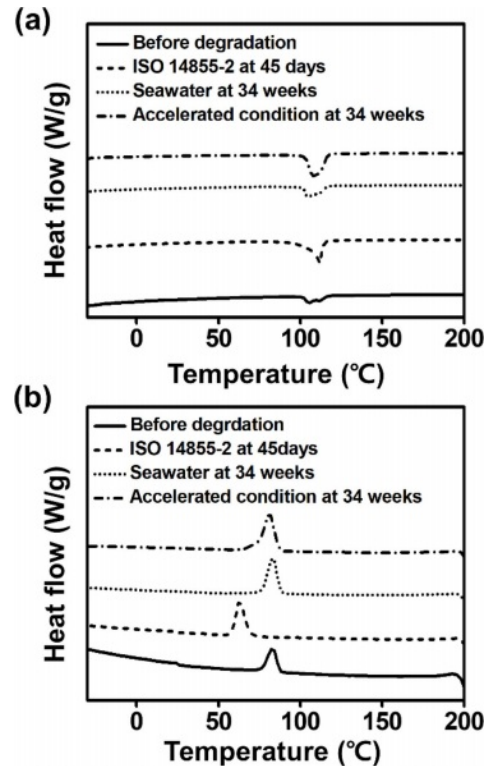 (a)
Before degradation
ISO 14855-2 at 45 days
Seawater at 34 weeks
Accelerated condition at 34 weeks
Heat flow (W/g)
0 50 100 150 200
Temperature (℃)
(b)
Before degrdation
ISO 14855-2 at 45days
Seawater at 34 weeks
Accelerated condition at 34 weeks
Heat flow (W/g)
0 50 100 150 200
Temperature (℃)